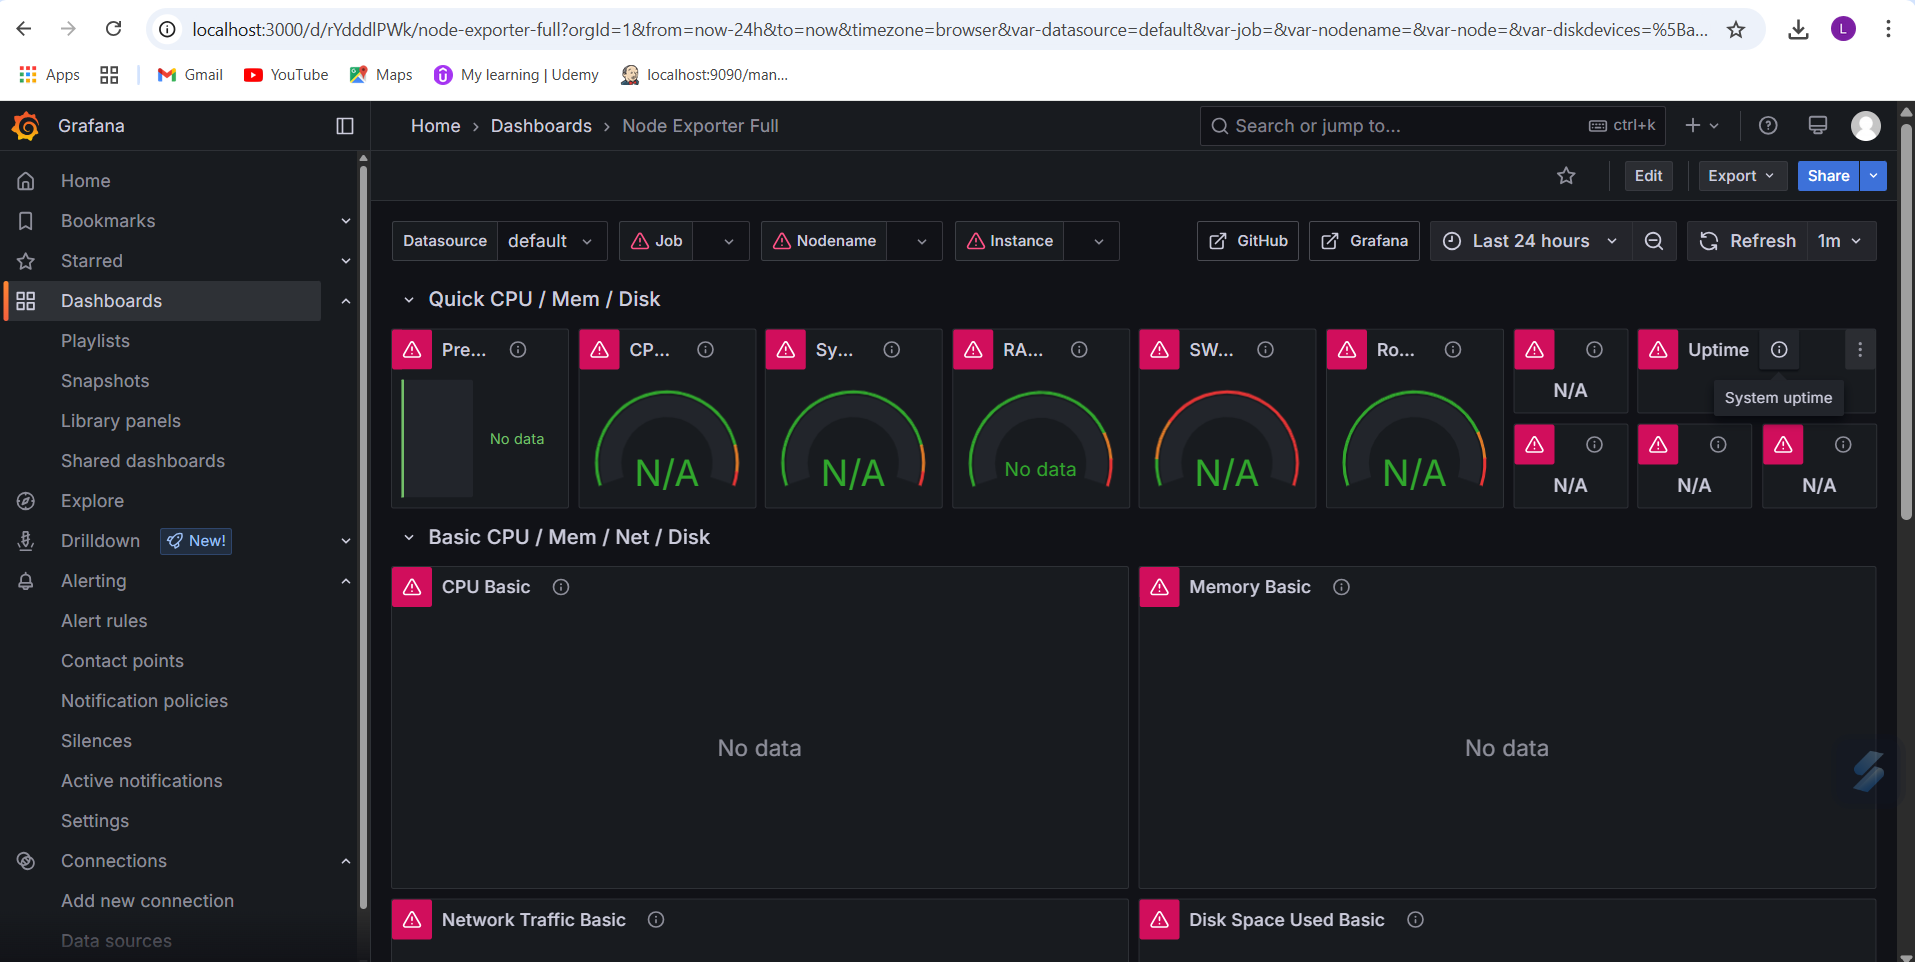 localhost:3000/d/rYdddlPWk/node-exporter-full?orgId=1&from=now-24h&to=now&timezone=browser&var-datasource=default&var-job=&var-nodename=&var-node=&var-diskdevices=%5Ba...
L
Apps
Gmail
YouTube
Maps
My learning | Udemy
localhost:9090/man...
Grafana
Home › Dashboards › Node Exporter Full
Search or jump to...
ctrl+k
Edit
Export
Share
Home
Bookmarks
Starred
Dashboards
Playlists
Snapshots
Library panels
Shared dashboards
Explore
Drilldown
New!
Alerting
Alert rules
Contact points
Notification policies
Silences
Active notifications
Settings
Connections
Add new connection
Data sources
Datasource
default
Job
Nodename
Instance
GitHub
Grafana
Last 24 hours
Refresh
1m
Quick CPU / Mem / Disk
Pre...
No data
CP...
N/A
Sy...
N/A
RA...
No data
SW...
N/A
Ro...
N/A
N/A
Uptime
System uptime
N/A
N/A
N/A
Basic CPU / Mem / Net / Disk
CPU Basic
No data
Memory Basic
No data
Network Traffic Basic
Disk Space Used Basic